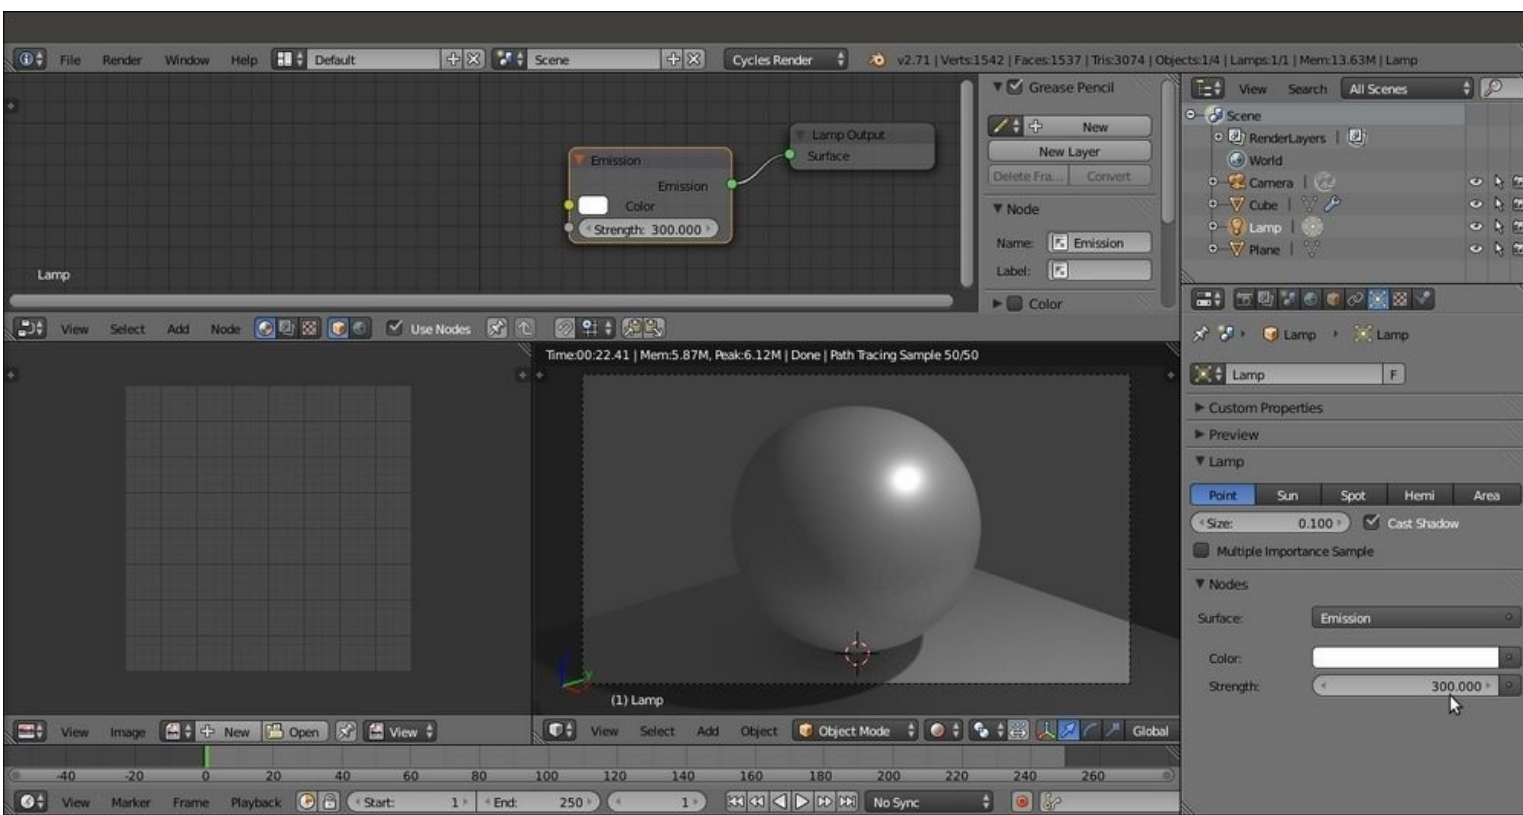 File Render Window Help Default Scene Cycles Render v2.71 | Verts:1542 | Faces:1537 | Tris:3074 | Objects:1/4 | Lamps:1/1 | Mem:13.63M | Lamp
Emission
Emission
Color
Strength: 300.000
Lamp Output
Surface
Lamp
Grease Pencil
New
New Layer
Delete Fra... Convert
Node
Name: Emission
Label:
Color
View Search All Scenes
Scene
RenderLayers
World
Camera
Cube
Lamp
Plane
View Select Add Node Use Nodes
Time:00:22.41 | Mem:5.87M, Peak:6.12M | Done | Path Tracing Sample 50/50
(1) Lamp
Lamp Lamp
Lamp F
Custom Properties
Preview
Lamp
Point Sun Spot Hemi Area
Size: 0.100 Cast Shadow
Multiple Importance Sample
Nodes
Surface: Emission
Color:
Strength: 300.000
View Image New Open View
View Select Add Object Object Mode Global
-40 -20 0 20 40 60 80 100 120 140 160 180 200 220 240 260
View Marker Frame Playback Start: 1 End: 250 1 No Sync